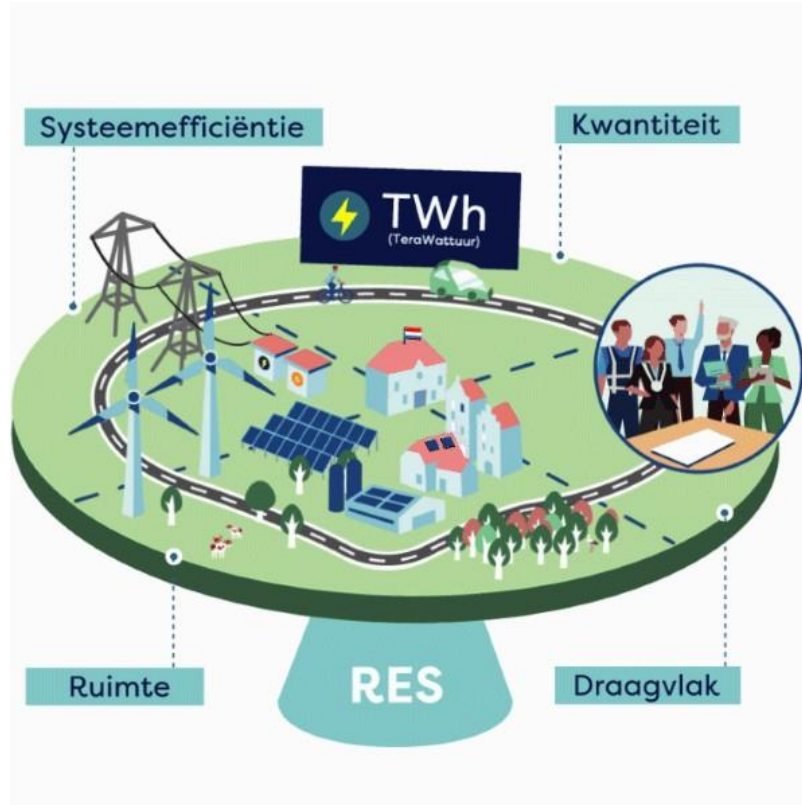 Systeemefficiëntie
Kwantiteit
TWh
(TeraWattuur)
Ruimte
RES
Draagvlak